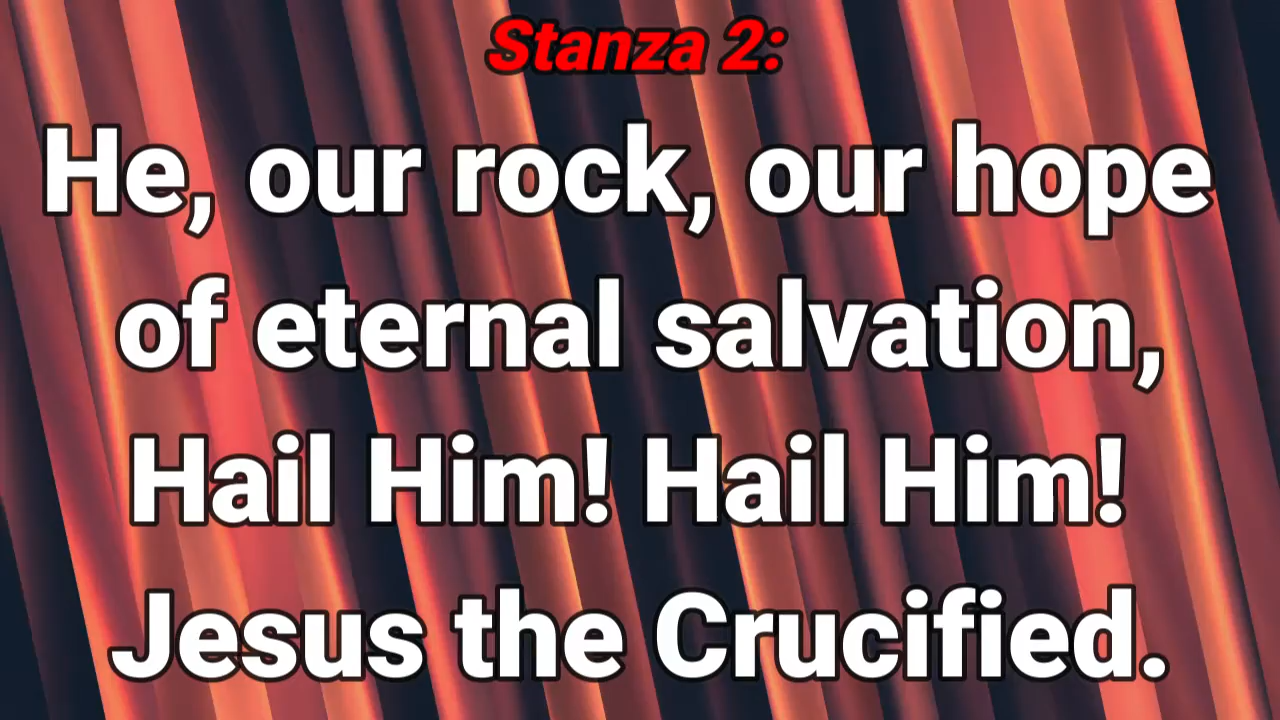 Stanza 2:
He, our rock, our hope
of eternal salvation,
Hail Him! Hail Him!
Jesus the Crucified.